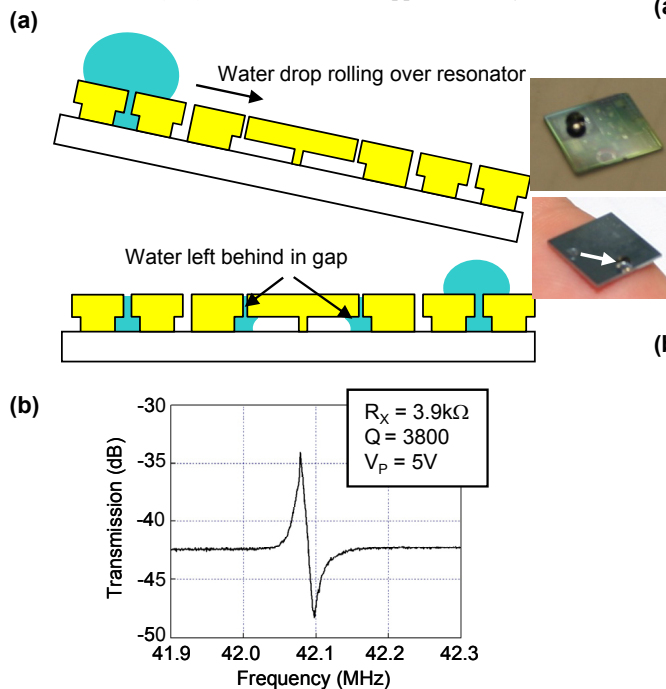 (a)
Water drop rolling over resonator
Water left behind in gap
(b)
R_X = 3.9kΩ
Q = 3800
V_P = 5V
-30
-35
-40
-45
-50
Transmission (dB)
41.9 42.0 42.1 42.2 42.3
Frequency (MHz)